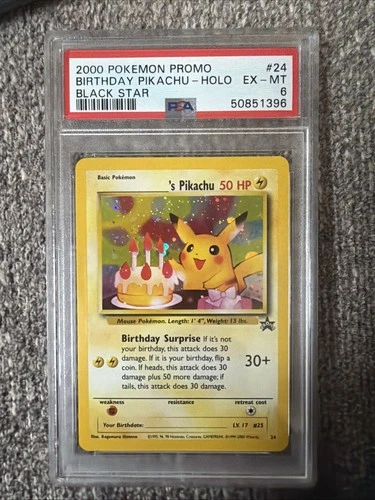 2000 POKEMON PROMO #24
BIRTHDAY PIKACHU - HOLO EX - MT
BLACK STAR 6
PSA 50851396
Basic Pokémon
's Pikachu 50 HP
Mouse Pokémon. Length: 1' 4", Weight: 13 lbs.
Birthday Surprise If it's not
your birthday, this attack does 30
damage. If it is your birthday, flip a
coin. If heads, this attack does 30
damage plus 50 more damage; if
tails, this attack does 30 damage.
30+
weakness resistance retreat cost
Your Birthdate: LV. 17 #25
Illus. Kagemaru Himeno
24